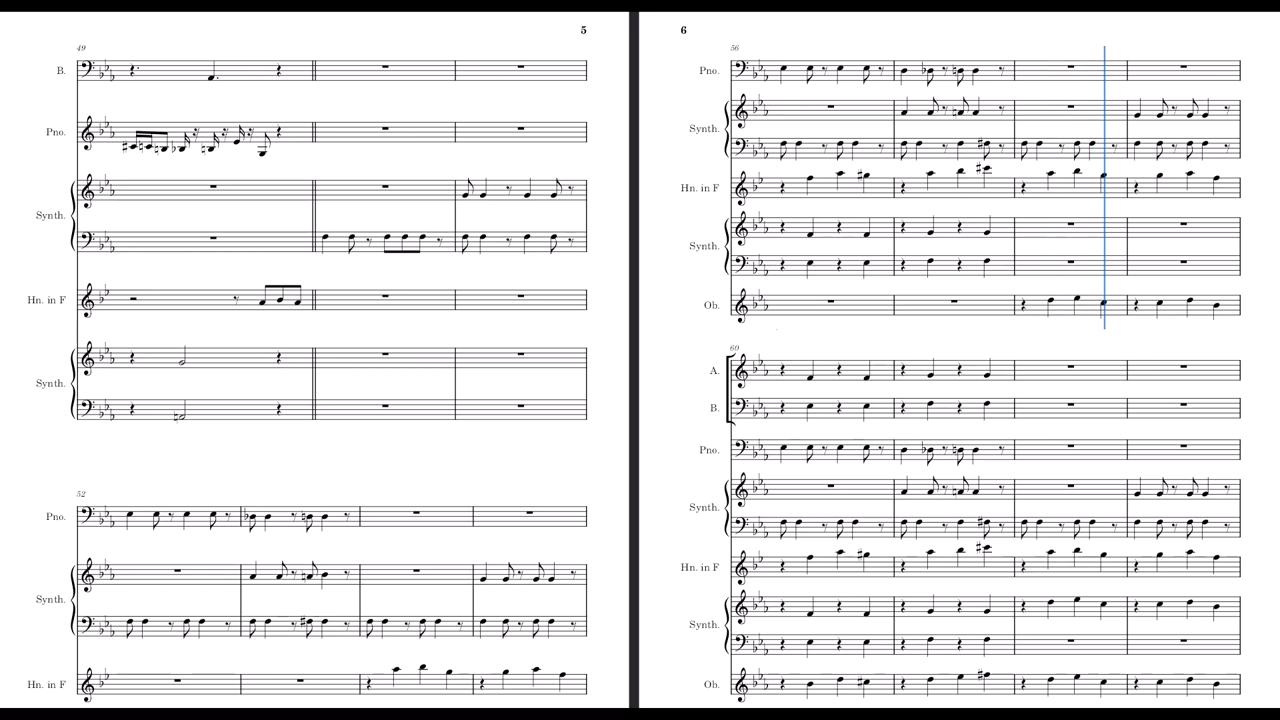 5
49
B.
Pno.
Synth.
Hn. in F
Synth.
52
Pno.
Synth.
Hn. in F
6
56
Pno.
Synth.
Hn. in F
Synth.
Ob.
60
A.
B.
Pno.
Synth.
Hn. in F
Synth.
Ob.